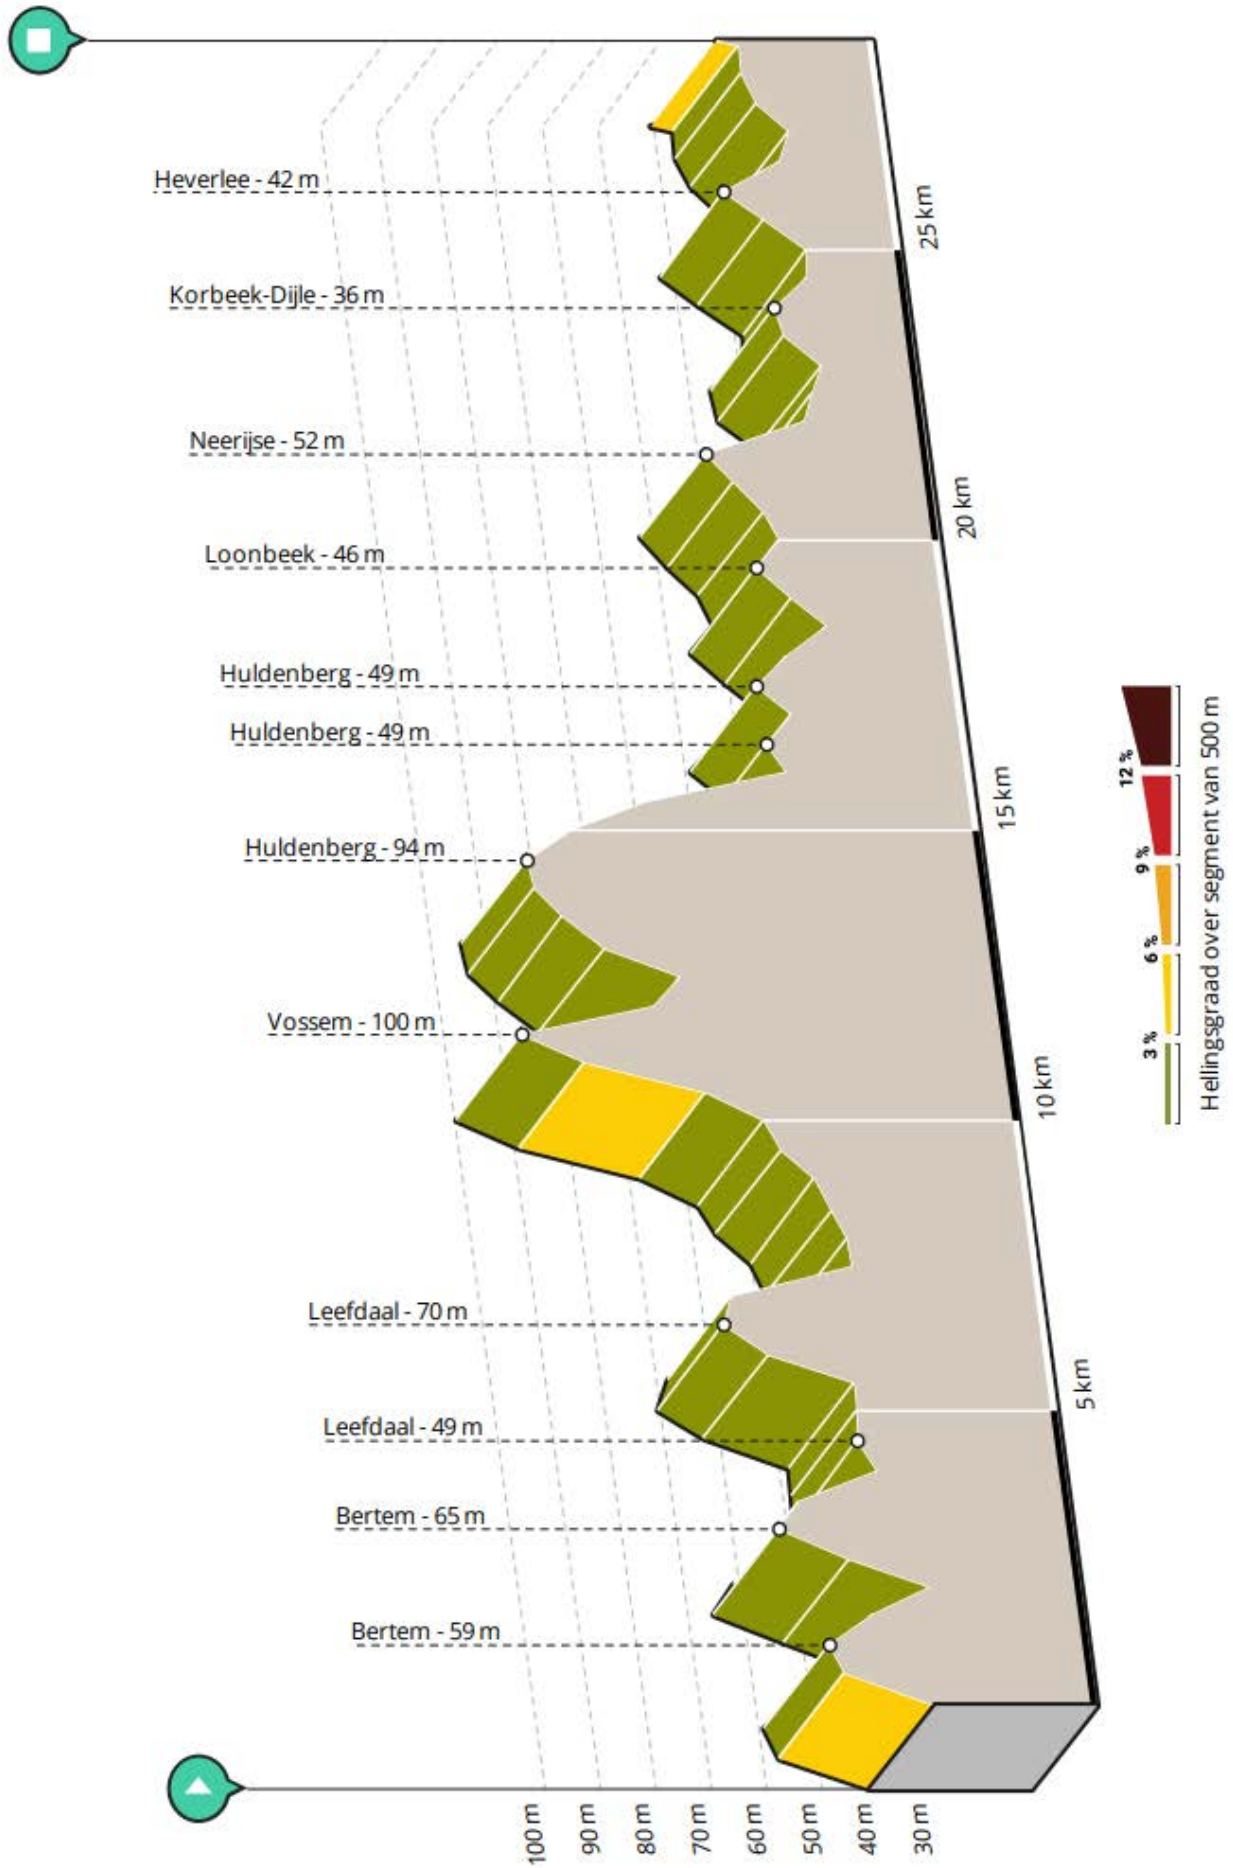 Heverlee - 42 m
Korbeek-Dijle - 36 m
Neerijse - 52 m
Loonbeek - 46 m
Huldenberg - 49 m
Huldenberg - 49 m
Huldenberg - 94 m
Vossem - 100 m
Leefdaal - 70 m
Leefdaal - 49 m
Bertem - 65 m
Bertem - 59 m
100 m
90 m
80 m
70 m
60 m
50 m
40 m
30 m
5 km
10 km
15 km
20 km
25 km
3 %
6 %
9 %
12 %
Hellingsgraad over segment van 500 m